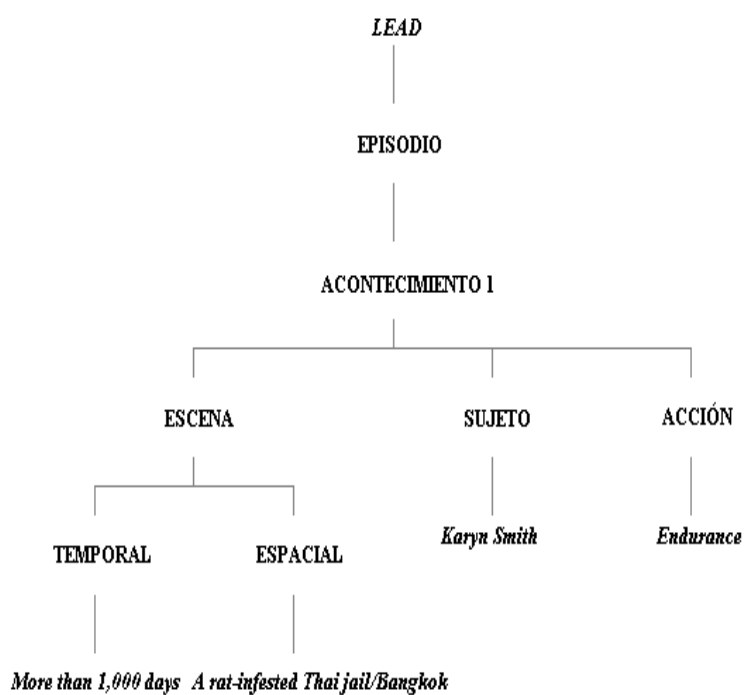 LEAD
EPISODIO
ACONTECIMIENTO 1
ESCENA SUJETO ACCIÓN
Karyn Smith Endurance
TEMPORAL ESPACIAL
More than 1,000 days A rat-infested Thai jail/Bangkok